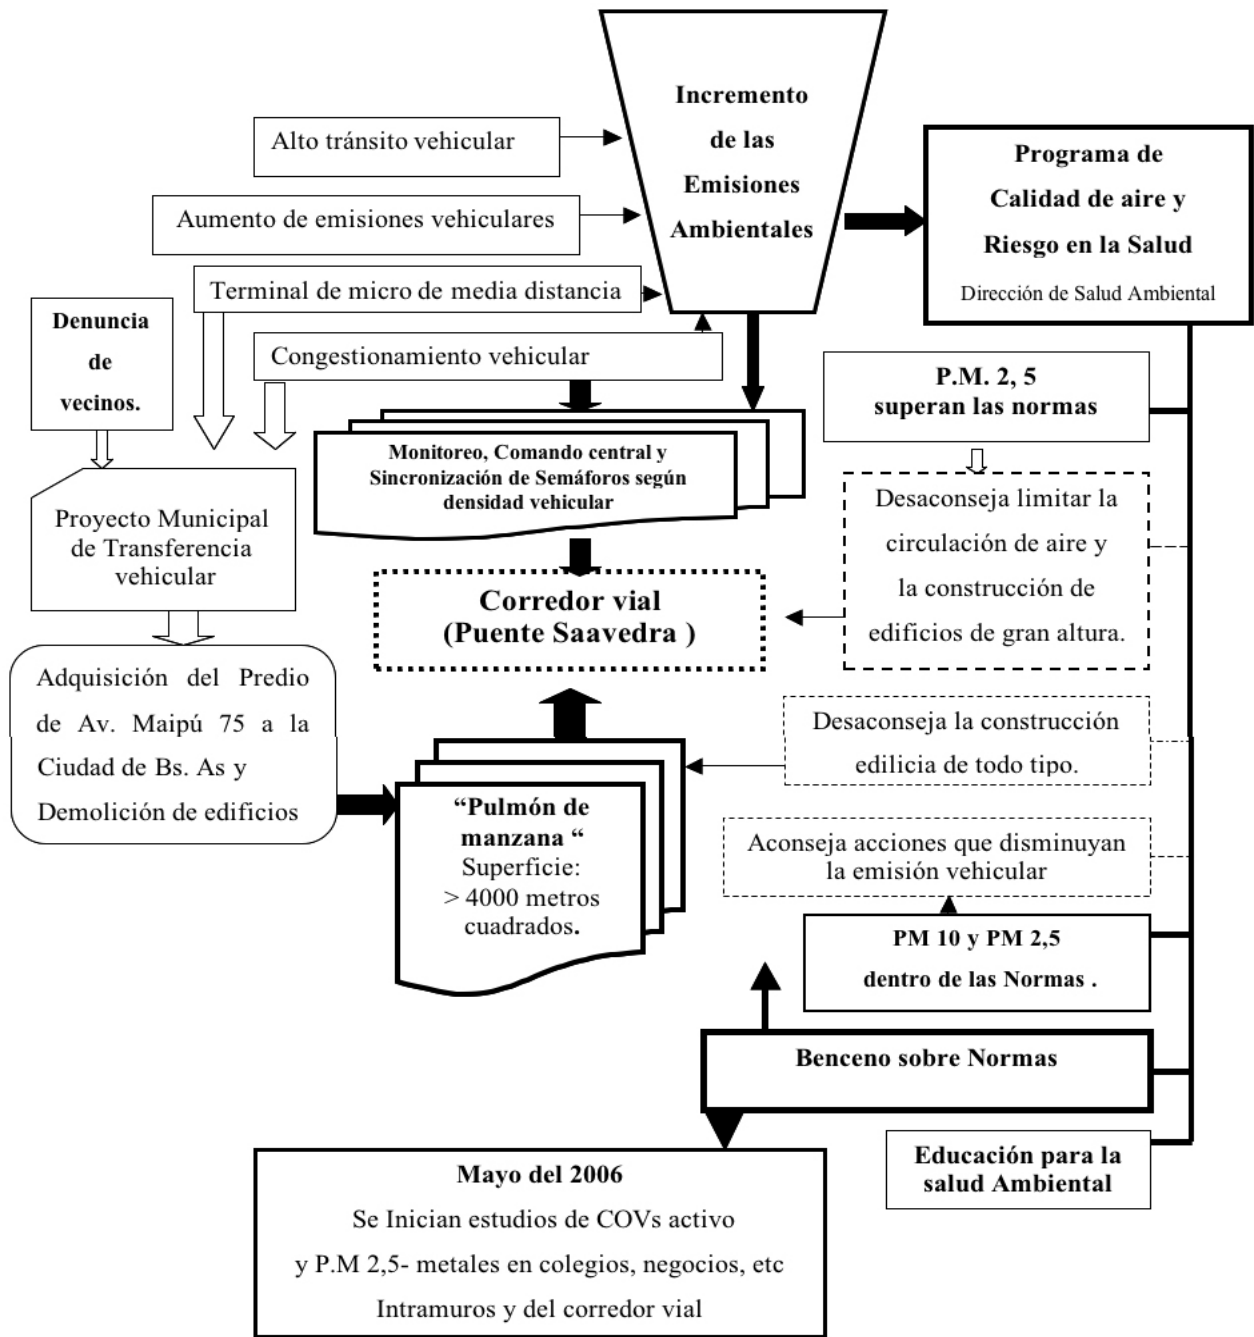 Incremento
de las
Emisiones
Ambientales
Alto tránsito vehicular
Aumento de emisiones vehiculares
Terminal de micro de media distancia
Congestionamiento vehicular
Programa de
Calidad de aire y
Riesgo en la Salud
Dirección de Salud Ambiental
Denuncia
de
vecinos.
P.M. 2, 5
superan las normas
Monitoreo, Comando central y
Sincronización de Semáforos según
densidad vehicular
Proyecto Municipal
de Transferencia
vehicular
Desaconseja limitar la
circulación de aire y
la construcción de
edificios de gran altura.
Corredor vial
(Puente Saavedra )
Adquisición del Predio
de Av. Maipú 75 a la
Ciudad de Bs. As y
Demolición de edificios
Desaconseja la construcción
edilicia de todo tipo.
“Pulmón de
manzana “
Superficie:
> 4000 metros
cuadrados.
Aconseja acciones que disminuyan
la emisión vehicular
PM 10 y PM 2,5
dentro de las Normas .
Benceno sobre Normas
Educación para la
salud Ambiental
Mayo del 2006
Se Inician estudios de COVs activo
y P.M 2,5- metales en colegios, negocios, etc
Intramuros y del corredor vial